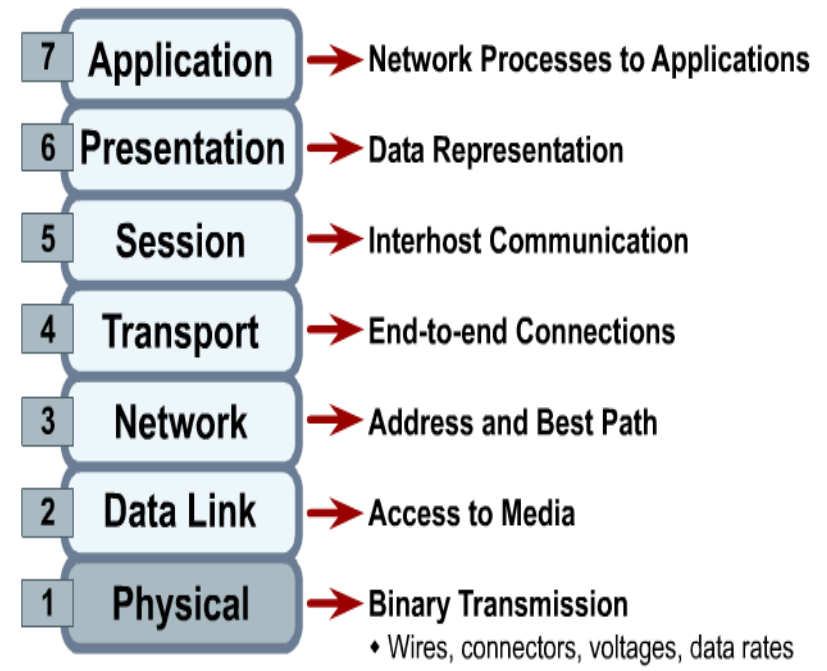 7 Application Network Processes to Applications
6 Presentation Data Representation
5 Session Interhost Communication
4 Transport End-to-end Connections
3 Network Address and Best Path
2 Data Link Access to Media
1 Physical Binary Transmission
♦ Wires, connectors, voltages, data rates